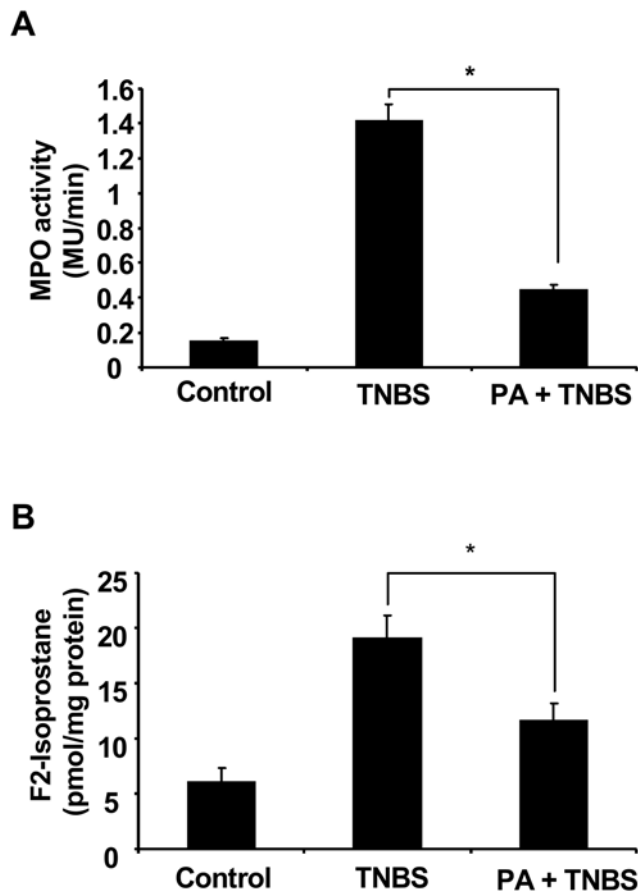 A
*
MPO activity
(MU/min)
1.6
1.4
1.2
1
0.8
0.6
0.4
0.2
0
Control TNBS PA + TNBS
B
*
F2-Isoprostane
(pmol/mg protein)
25
20
15
10
5
0
Control TNBS PA + TNBS